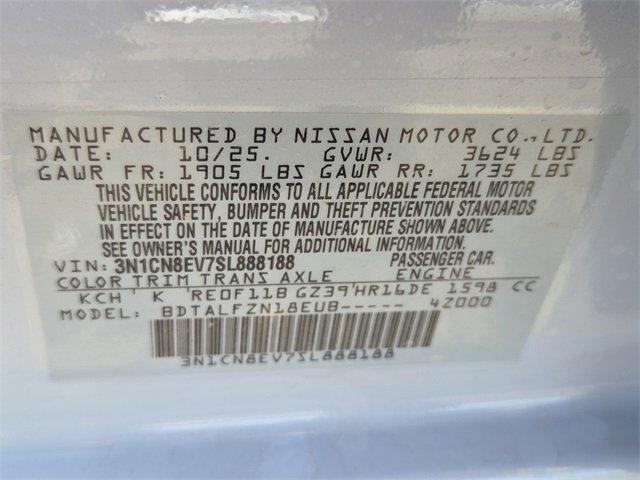 MANUFACTURED BY NISSAN MOTOR CO.,LTD.
DATE: 10/25. GVWR: 3624 LBS
GAWR FR: 1905 LBS GAWR RR: 1735 LBS
THIS VEHICLE CONFORMS TO ALL APPLICABLE FEDERAL MOTOR
VEHICLE SAFETY, BUMPER AND THEFT PREVENTION STANDARDS
IN EFFECT ON THE DATE OF MANUFACTURE SHOWN ABOVE.
SEE OWNER'S MANUAL FOR ADDITIONAL INFORMATION.
VIN: 3N1CN8EV7SL888188 PASSENGER CAR.
COLOR TRIM TRANS AXLE ENGINE
KCH K RE0F11B GZ39 HR16DE 1598 CC
MODEL: BDTALFZN18EUB----- 4Z000
3N1CN8EV7SL888188